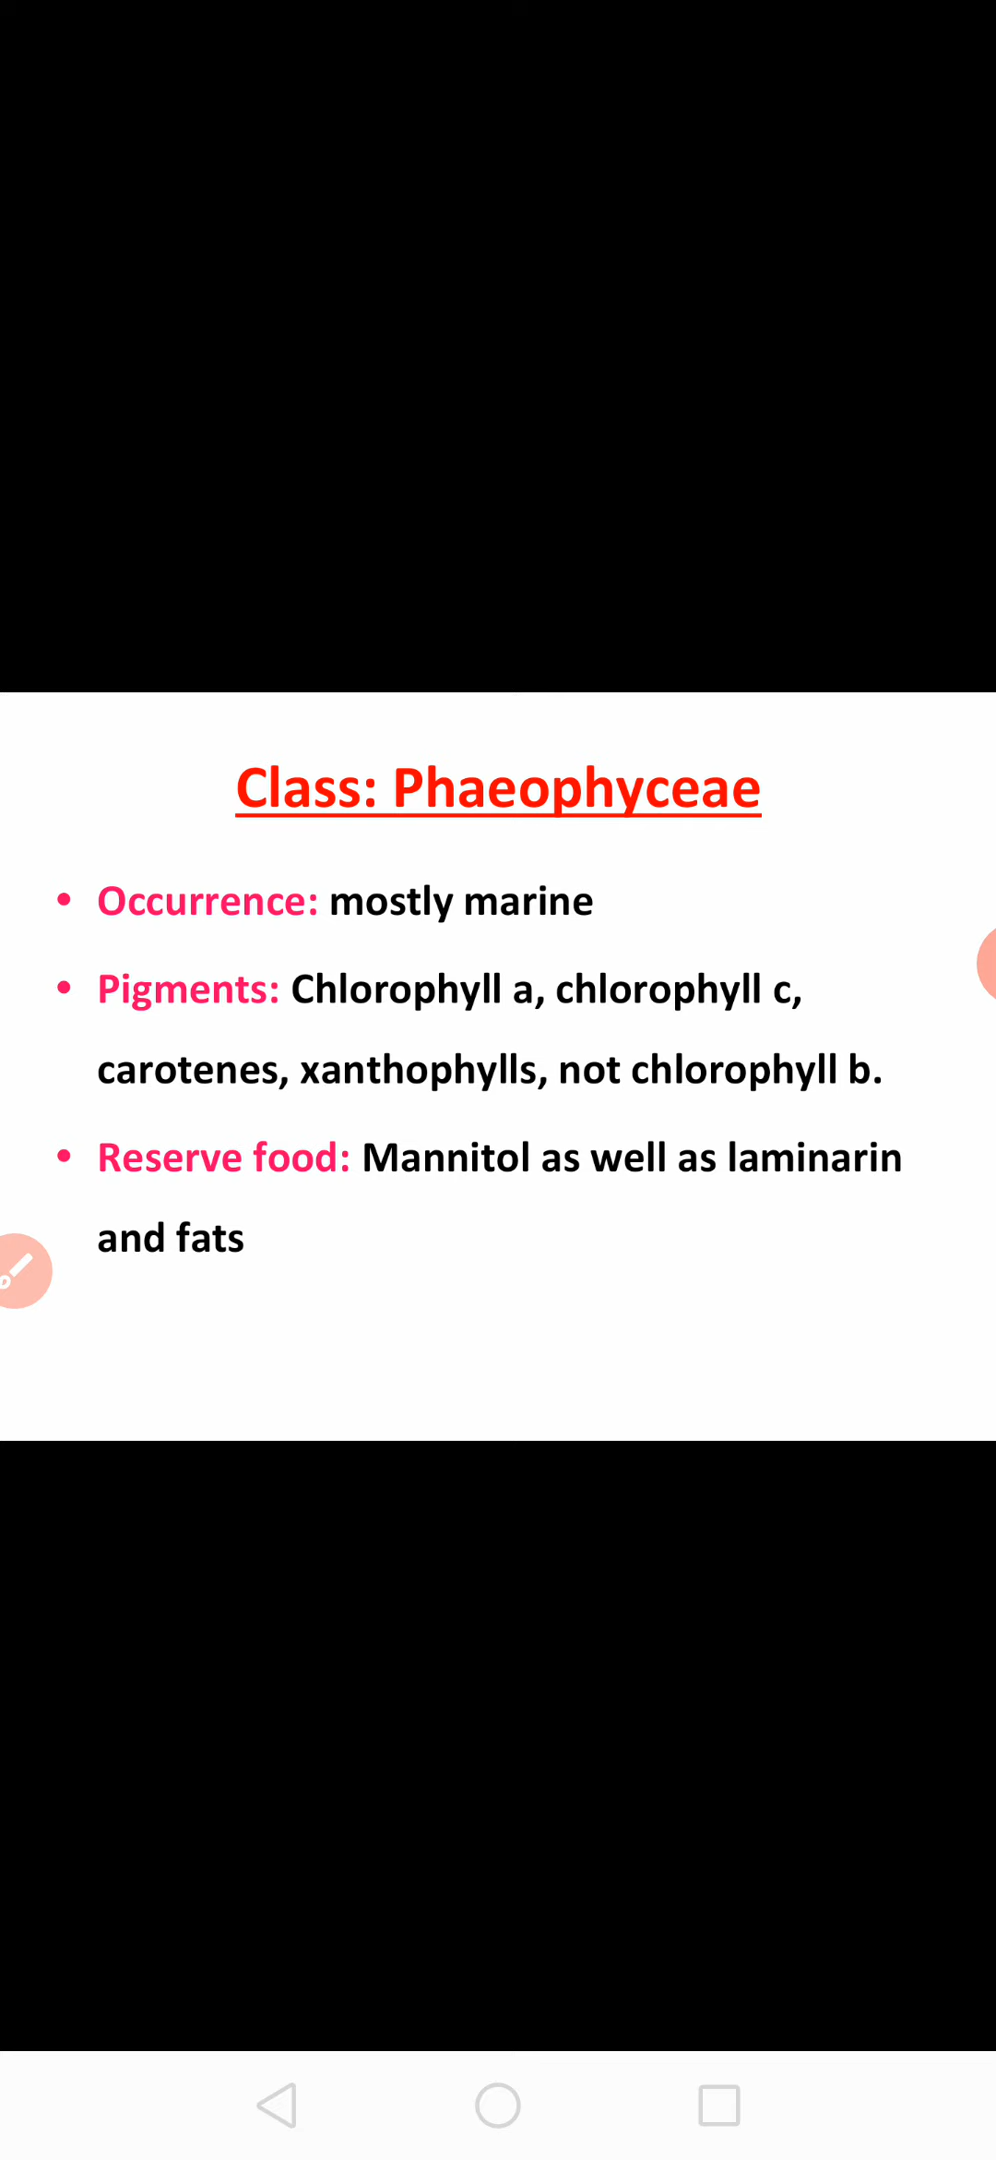 Class: Phaeophyceae
• Occurrence: mostly marine
• Pigments: Chlorophyll a, chlorophyll c,
carotenes, xanthophylls, not chlorophyll b.
• Reserve food: Mannitol as well as laminarin
and fats